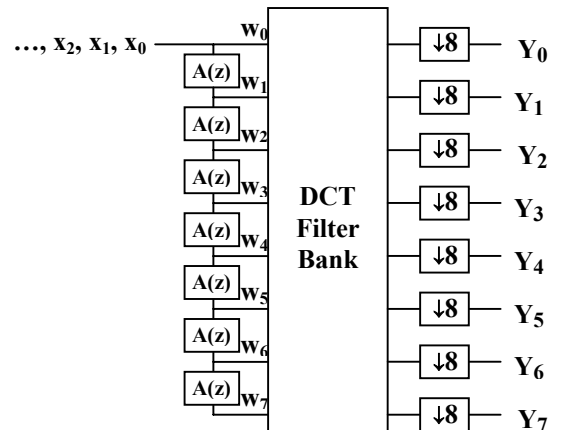 ..., x₂, x₁, x₀
w₀
↓8
Y₀
A(z)
w₁
↓8
Y₁
A(z)
w₂
↓8
Y₂
A(z)
w₃
↓8
Y₃
DCT
Filter
Bank
A(z)
w₄
↓8
Y₄
A(z)
w₅
↓8
Y₅
A(z)
w₆
↓8
Y₆
A(z)
w₇
↓8
Y₇